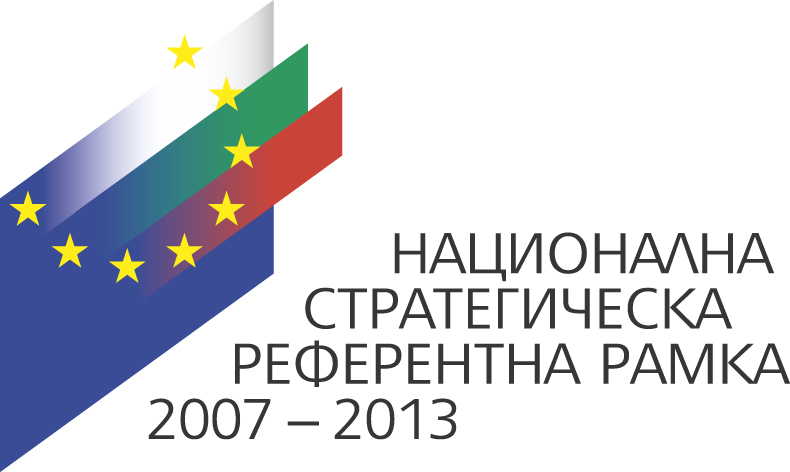 НАЦИОНАЛНА
СТРАТЕГИЧЕСКА
РЕФЕРЕНТНА РАМКА
2007 – 2013